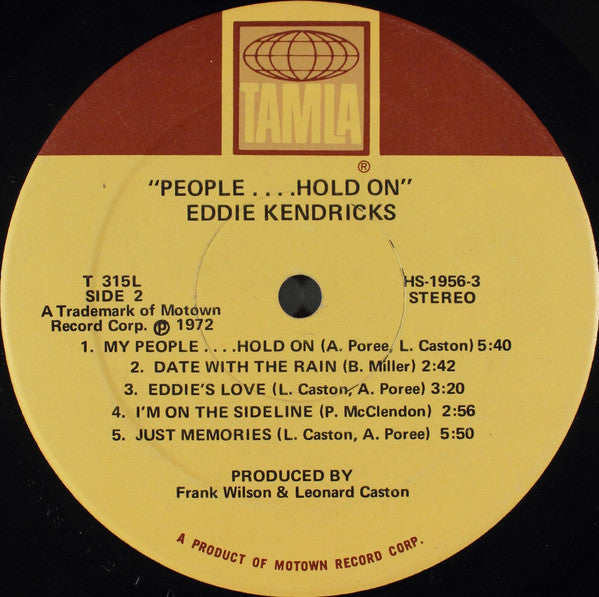 TAMLA
®
"PEOPLE....HOLD ON"
EDDIE KENDRICKS
T 315L
SIDE 2
A Trademark of Motown
Record Corp. ℗ 1972
HS-1956-3
STEREO
1. MY PEOPLE....HOLD ON (A. Poree, L. Caston) 5:40
2. DATE WITH THE RAIN (B. Miller) 2:42
3. EDDIE'S LOVE (L. Caston, A. Poree) 3:20
4. I'M ON THE SIDELINE (P. McClendon) 2:56
5. JUST MEMORIES (L. Caston, A. Poree) 5:50
PRODUCED BY
Frank Wilson & Leonard Caston
A PRODUCT OF MOTOWN RECORD CORP.